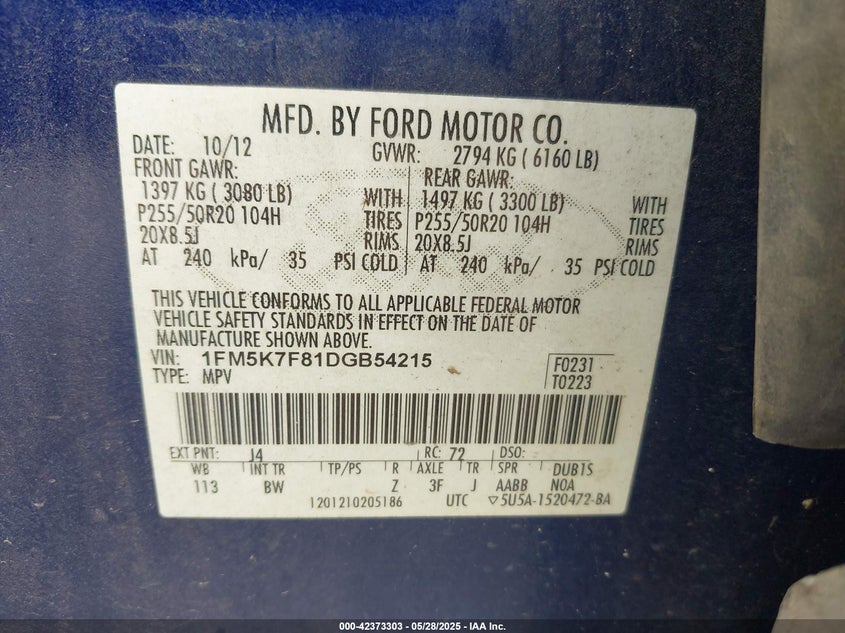 MFD. BY FORD MOTOR CO.
DATE: 10/12 GVWR: 2794 KG ( 6160 LB)
FRONT GAWR: REAR GAWR:
1397 KG ( 3080 LB) WITH 1497 KG ( 3300 LB) WITH
P255/50R20 104H TIRES P255/50R20 104H TIRES
20X8.5J RIMS 20X8.5J RIMS
AT 240 kPa/ 35 PSI COLD AT 240 kPa/ 35 PSI COLD
THIS VEHICLE CONFORMS TO ALL APPLICABLE FEDERAL MOTOR
VEHICLE SAFETY STANDARDS IN EFFECT ON THE DATE OF
MANUFACTURE SHOWN ABOVE.
VIN: 1FM5K7F81DGB54215 F0231
TYPE: MPV T0223
EXT PNT: J4 RC: 72 DSO:
WB INT TR TP/PS R AXLE TR SPR DUB1S
113 BW Z 3F J AABB N0A
1201210205186 UTC ▽5U5A-1520472-BA
000-42373303 — 05/28/2025 — IAA Inc.